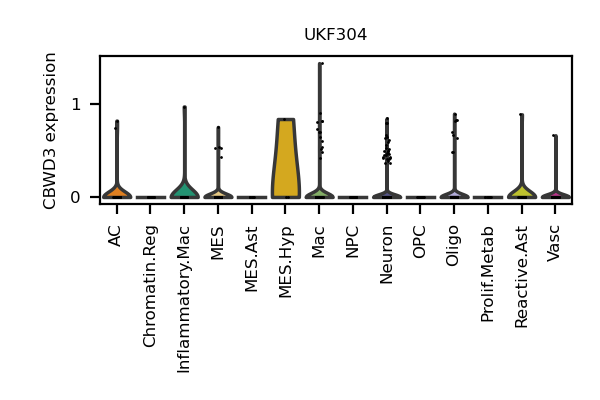 UKF304
CBWD3 expression
1
0
AC
Chromatin.Reg
Inflammatory.Mac
MES
MES.Ast
MES.Hyp
Mac
NPC
Neuron
OPC
Oligo
Prolif.Metab
Reactive.Ast
Vasc